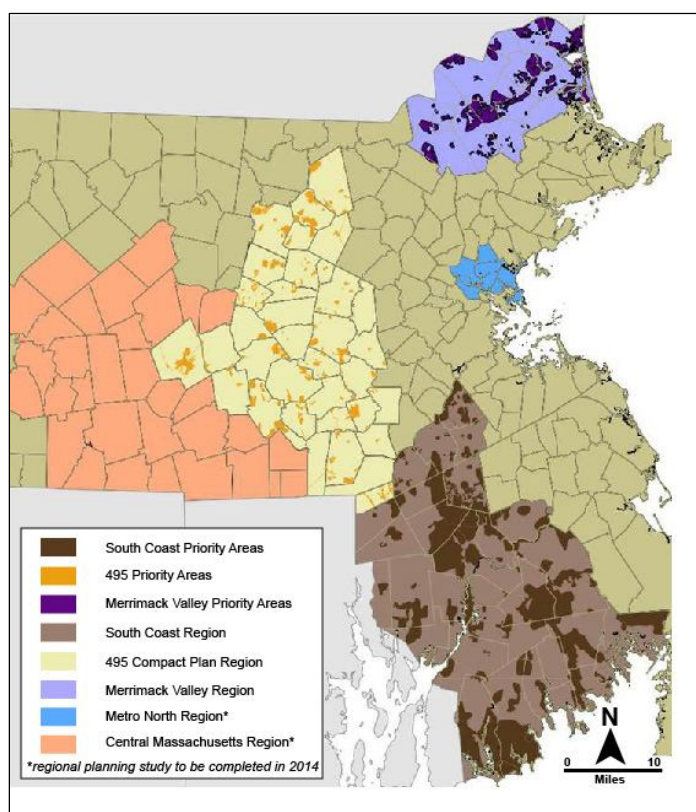 South Coast Priority Areas
495 Priority Areas
Merrimack Valley Priority Areas
South Coast Region
495 Compact Plan Region
Merrimack Valley Region
Metro North Region*
Central Massachusetts Region*
*regional planning study to be completed in 2014
N
0 10
Miles